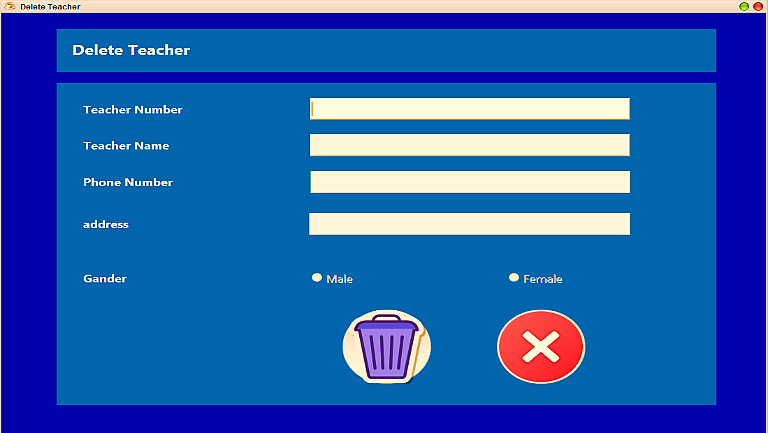 Delete Teacher
Delete Teacher
Teacher Number
Teacher Name
Phone Number
address
Gander
Male
Female